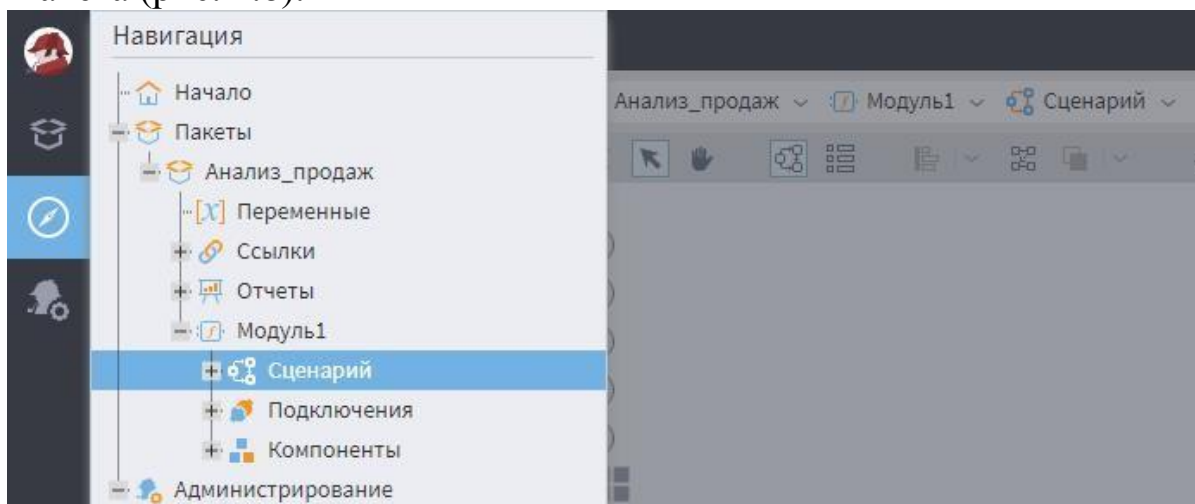 Навигация
Начало
Анализ_продаж Модуль1 Сценарий
Пакеты
Анализ_продаж
[X] Переменные
Ссылки
Отчеты
Модуль1
Сценарий
Подключения
Компоненты
Администрирование